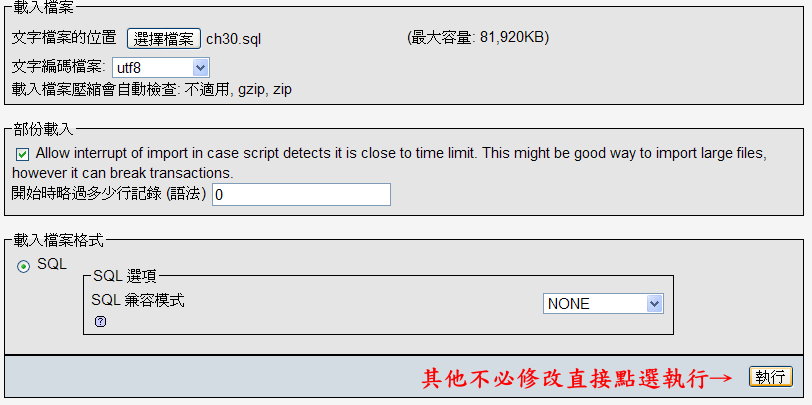 載入檔案
文字檔案的位置 選擇檔案 ch30.sql (最大容量: 81,920KB)
文字編碼檔案: utf8
載入檔案壓縮會自動檢查: 不適用, gzip, zip
部份載入
Allow interrupt of import in case script detects it is close to time limit. This might be good way to import large files,
however it can break transactions.
開始時略過多少行記錄 (語法) 0
載入檔案格式
SQL
SQL 選項
SQL 兼容模式 NONE
?
其他不必修改直接點選執行→ 執行